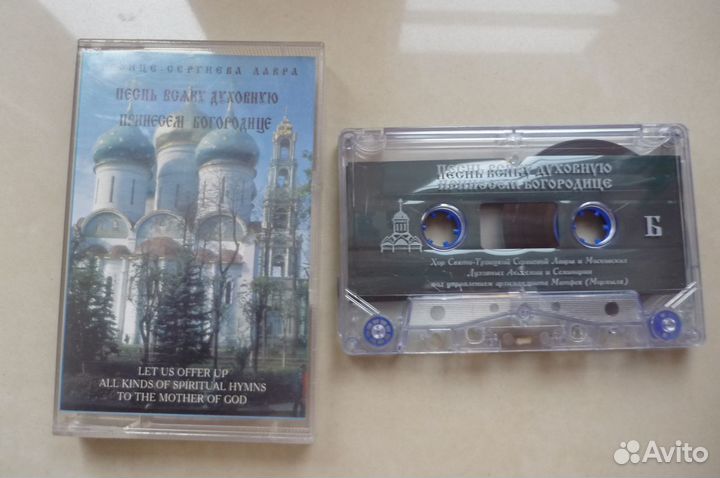 СЕРГИЕВА ЛАВРА
ПЕСНЬ ВСЯКУ ДУХОВНУЮ
ПРИНЕСЕМ БОГОРОДИЦЕ
LET US OFFER UP
ALL KINDS OF SPIRITUAL HYMNS
TO THE MOTHER OF GOD
ПЕСНЬ ВСЯКУ ДУХОВНУЮ
ПРИНЕСЕМ БОГОРОДИЦЕ
Б
Хор Свято-Троицкой Сергиевой Лавры и Московских
Духовных Академии и Семинарии
под управлением архимандрита Матфея (Мормыля)
Avito